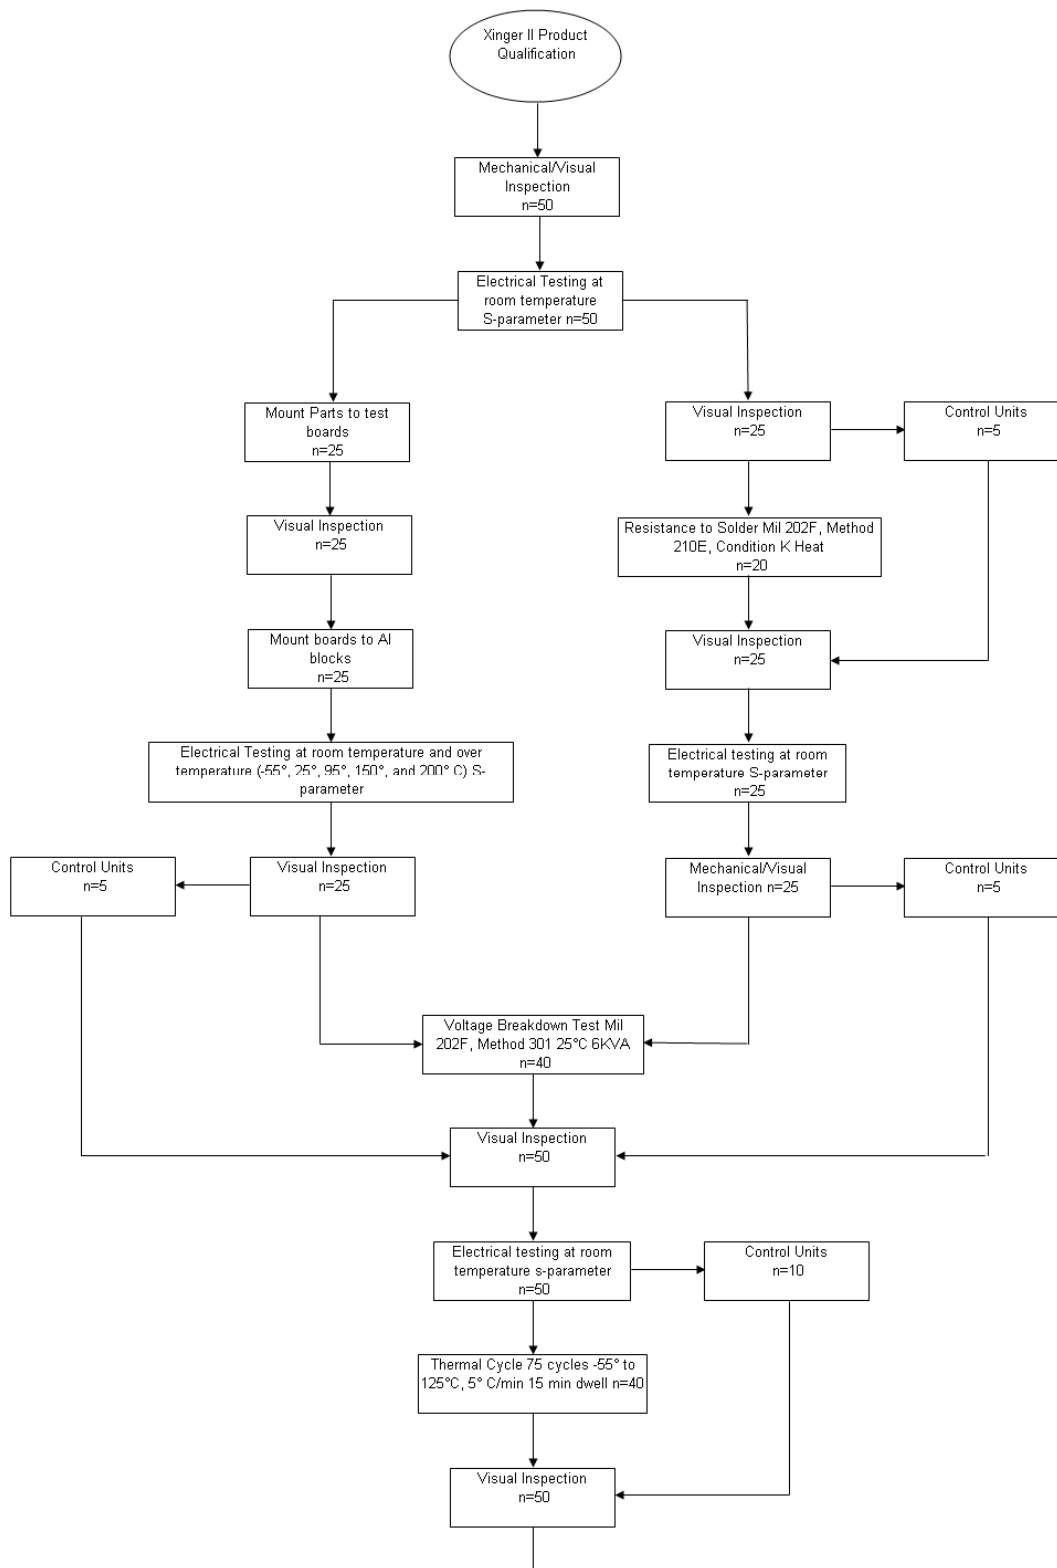 Xinger II Product
Qualification
Mechanical/Visual
Inspection
n=50
Electrical Testing at
room temperature
S-parameter n=50
Mount Parts to test
boards
n=25
Visual Inspection
n=25
Control Units
n=5
Visual Inspection
n=25
Resistance to Solder Mil 202F, Method
210E, Condition K Heat
n=20
Mount boards to Al
blocks
n=25
Visual Inspection
n=25
Electrical Testing at room temperature and over
temperature (-55°, 25°, 95°, 150°, and 200° C) S-
parameter
Electrical testing at room
temperature S-parameter
n=25
Control Units
n=5
Visual Inspection
n=25
Mechanical/Visual
Inspection n=25
Control Units
n=5
Voltage Breakdown Test Mil
202F, Method 301 25°C 6KVA
n=40
Visual Inspection
n=50
Electrical testing at room
temperature s-parameter
n=50
Control Units
n=10
Thermal Cycle 75 cycles -55° to
125°C, 5° C/min 15 min dwell n=40
Visual Inspection
n=50